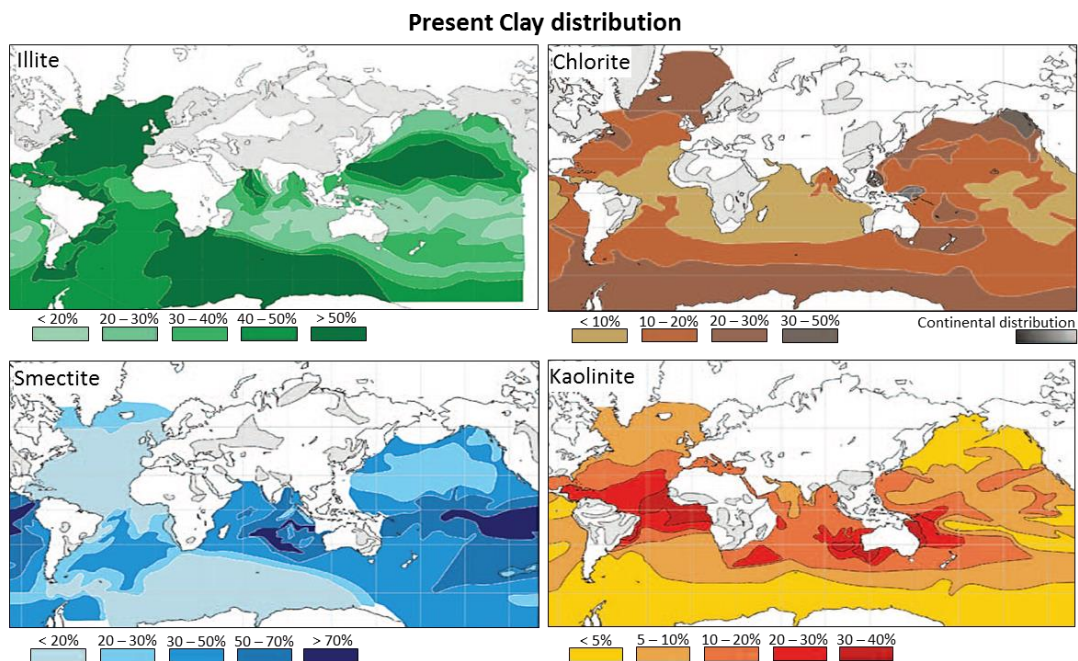 Present Clay distribution
Illite
Chlorite
< 20% 20 – 30% 30 – 40% 40 – 50% > 50%
< 10% 10 – 20% 20 – 30% 30 – 50%
Continental distribution
Smectite
Kaolinite
< 20% 20 – 30% 30 – 50% 50 – 70% > 70%
< 5% 5 – 10% 10 – 20% 20 – 30% 30 – 40%